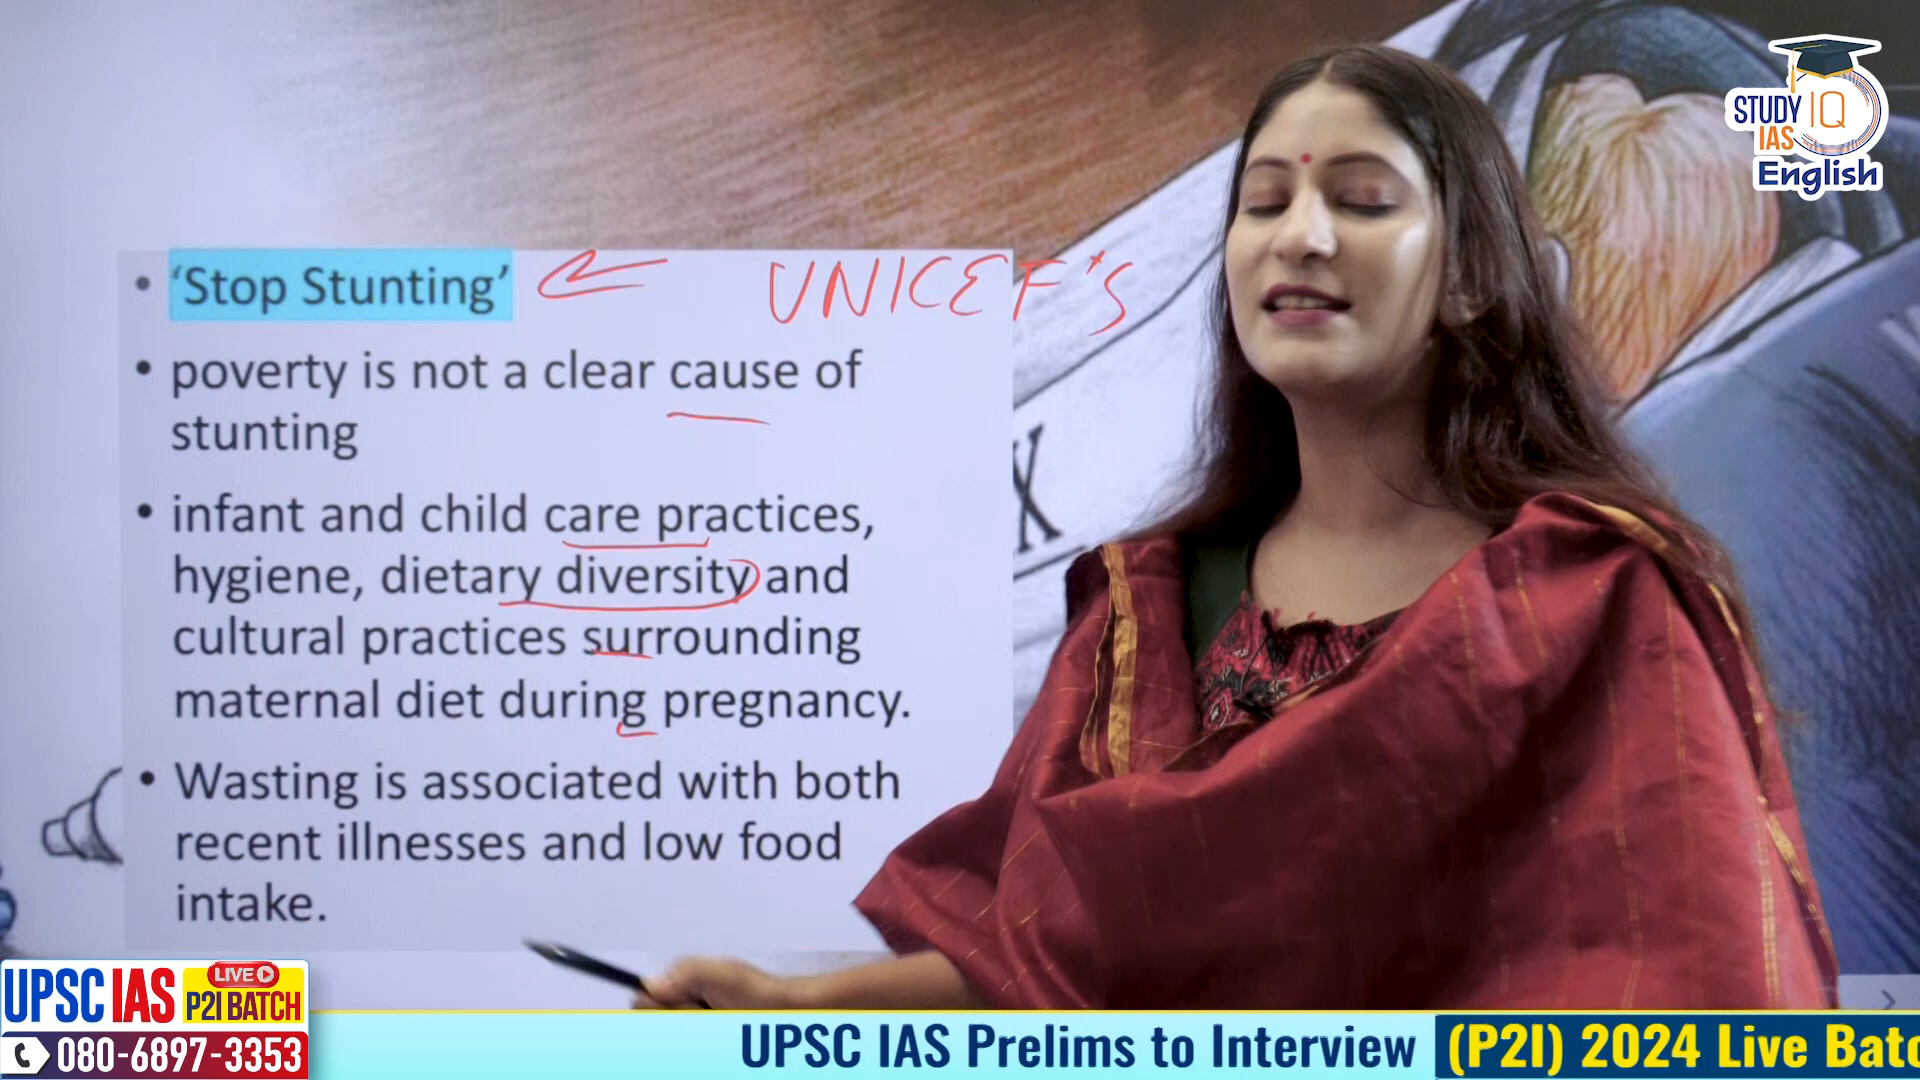 STUDY IQ
IAS
English
• ‘Stop Stunting’ UNICEF's
• poverty is not a clear cause of
stunting
• infant and child care practices,
hygiene, dietary diversity and
cultural practices surrounding
maternal diet during pregnancy.
• Wasting is associated with both
recent illnesses and low food
intake.
X
UPSC IAS LIVE
P2I BATCH
080-6897-3353
UPSC IAS Prelims to Interview (P2I) 2024 Live Batc